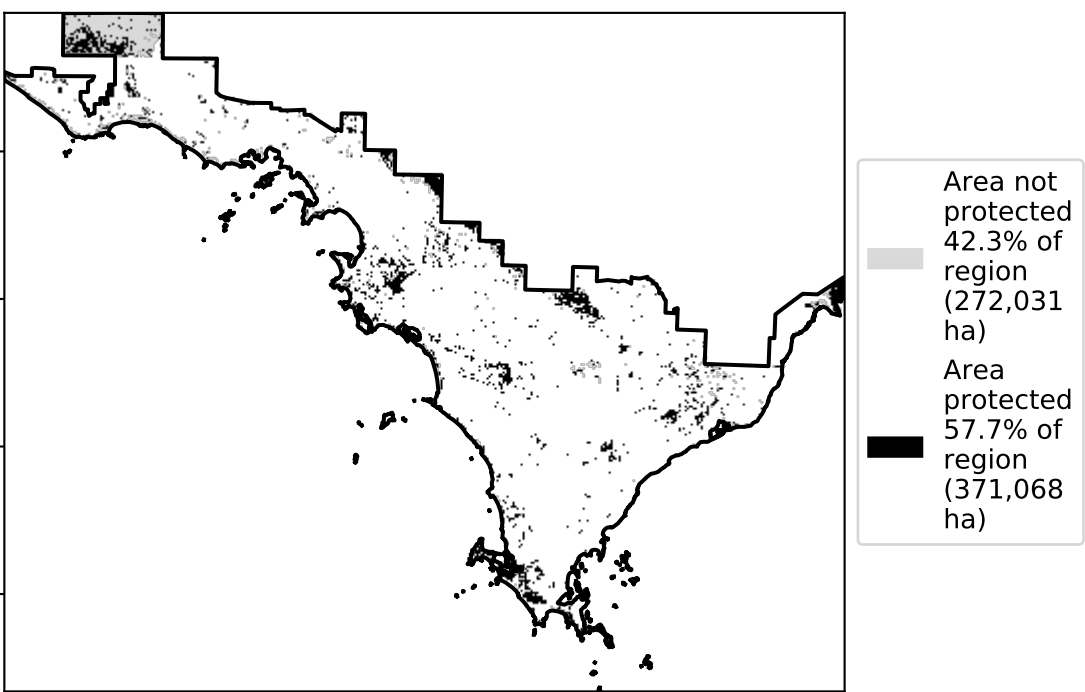 Area not
protected
42.3% of
region
(272,031
ha)
Area
protected
57.7% of
region
(371,068
ha)